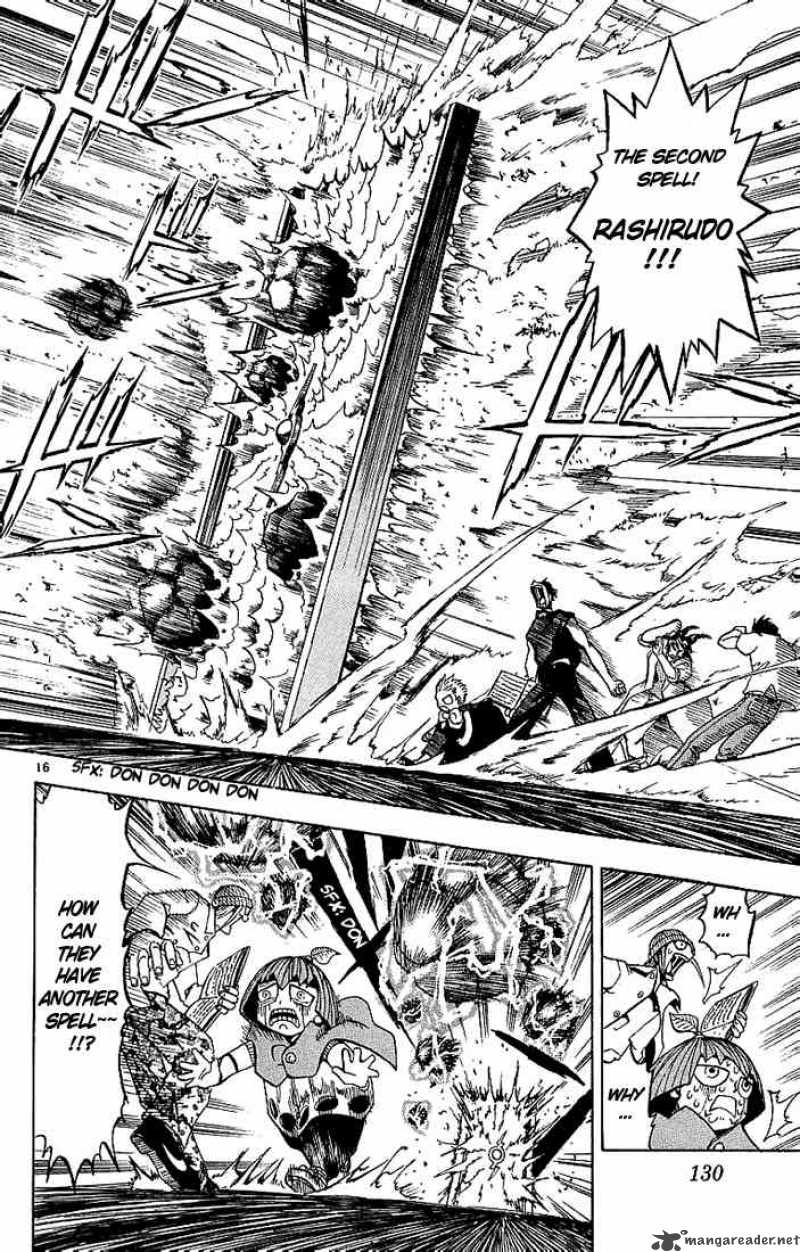 THE SECOND
SPELL!
RASHIRUDO
!!!
16
SFX: DON DON DON DON
WH
...
WHY
...
SFX: DON
HOW
CAN
THEY
HAVE
ANOTHER
SPELL~~
!!?
130
mangareader.net